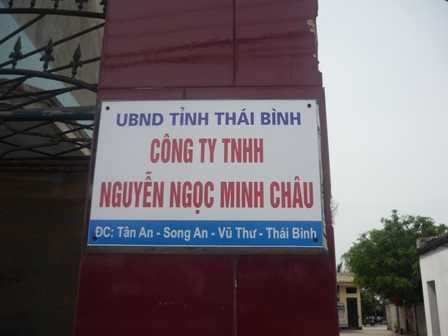 UBND TỈNH THÁI BÌNH
CÔNG TY TNHH
NGUYỄN NGỌC MINH CHÂU
ĐC: Tân An - Song An - Vũ Thư - Thái Bình